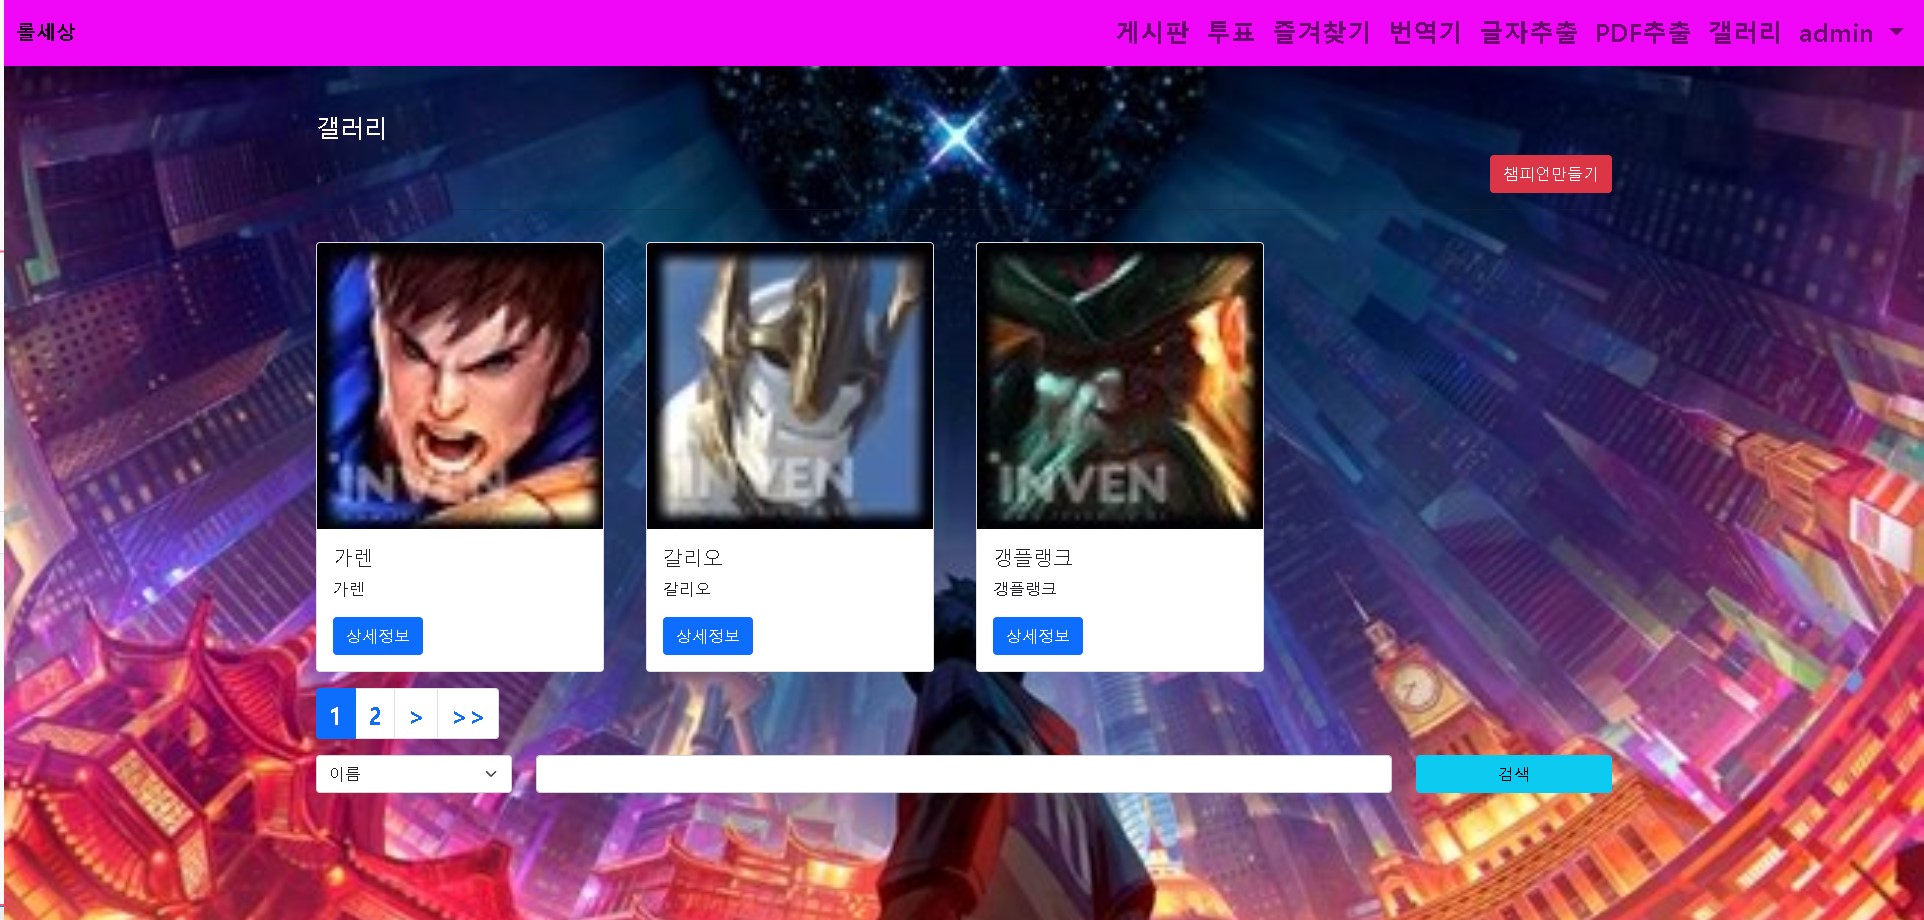 롤세상
게시판 투표 즐겨찾기 번역기 글자추출 PDF추출 갤러리 admin
갤러리
챔피언만들기
INVEN
INVEN
INVEN
가렌
가렌
상세정보
갈리오
갈리오
상세정보
갱플랭크
갱플랭크
상세정보
1 2 > >>
이름
검색